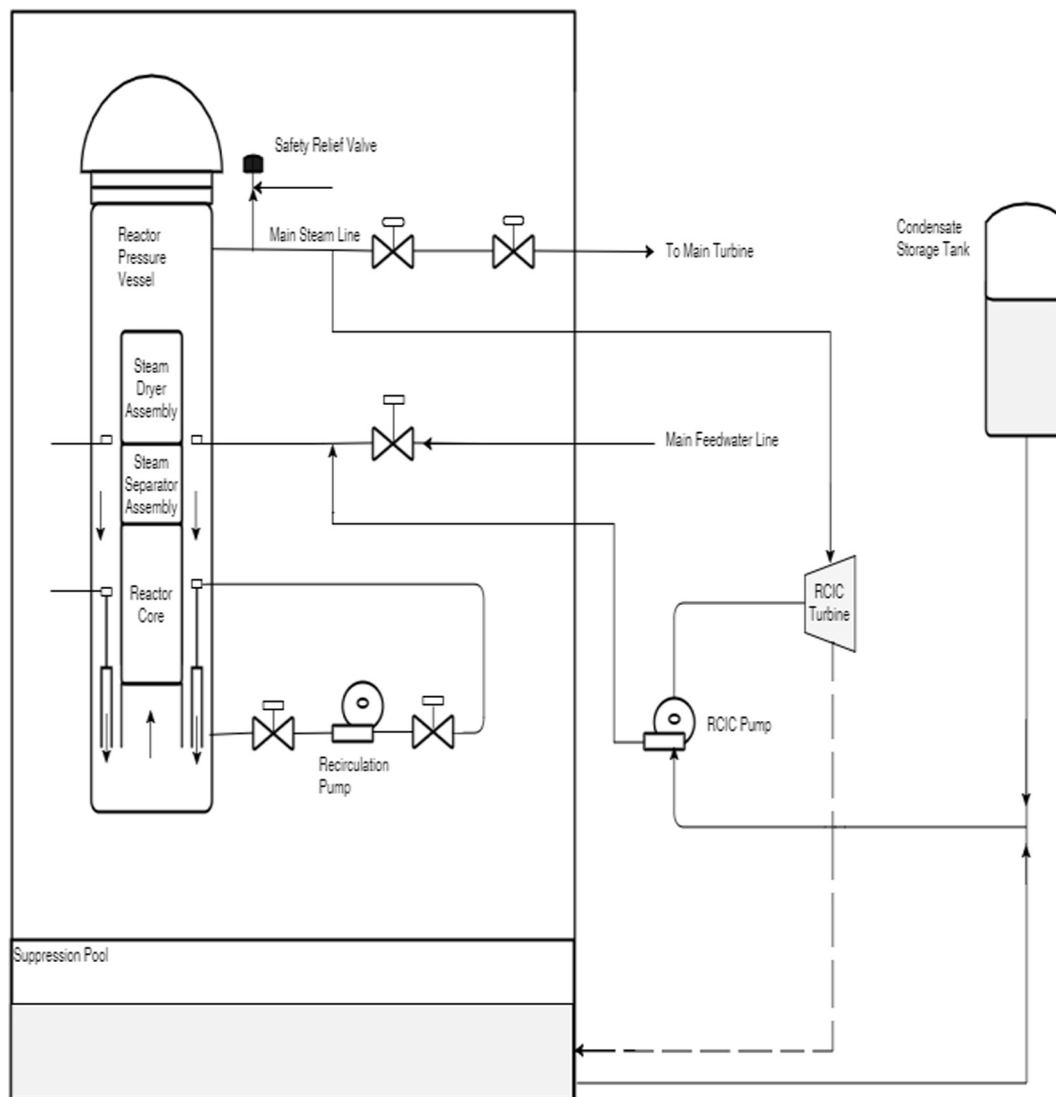 Safety Relief Valve
Reactor
Pressure
Vessel
Main Steam Line
To Main Turbine
Condensate
Storage Tank
Steam
Dryer
Assembly
Steam
Separator
Assembly
Main Feedwater Line
Reactor
Core
RCIC
Turbine
RCIC Pump
Recirculation
Pump
Suppression Pool